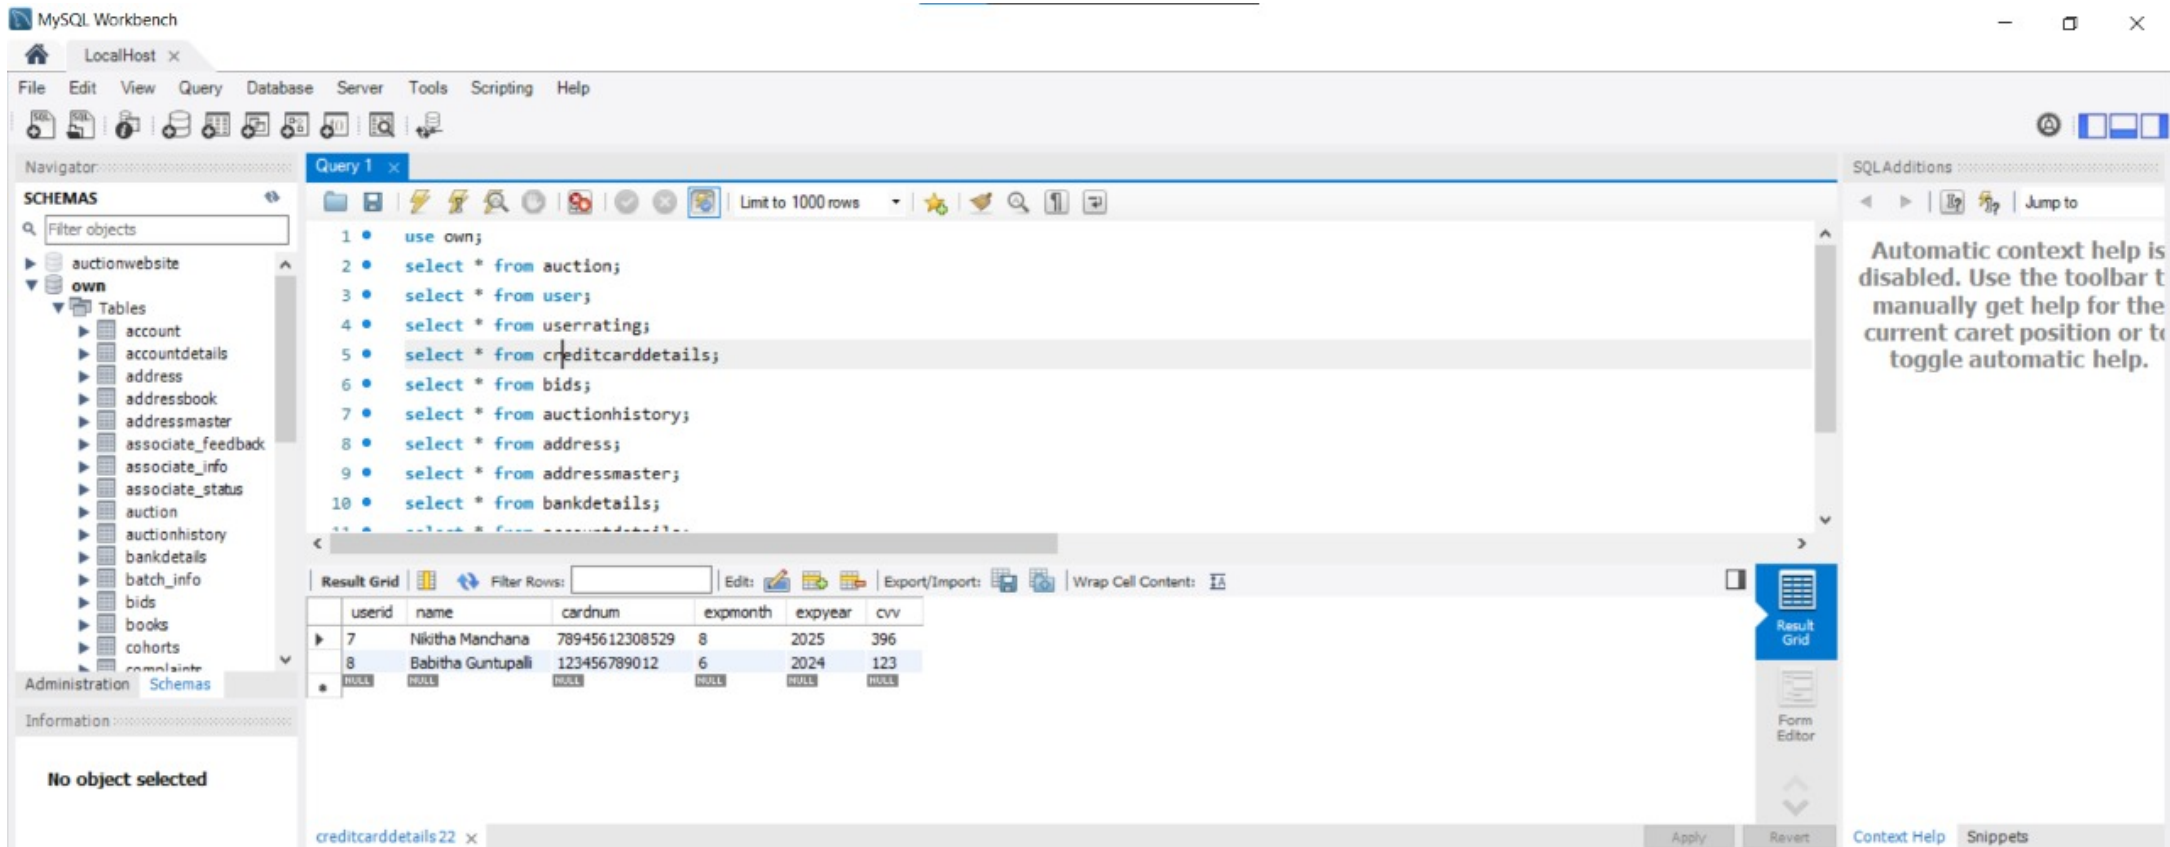 MySQL Workbench
LocalHost
File Edit View Query Database Server Tools Scripting Help
Navigator
SCHEMAS
Filter objects
auctionwebsite
own
Tables
account
accountdetails
address
addressbook
addressmaster
associate_feedback
associate_info
associate_status
auction
auctionhistory
bankdetails
batch_info
bids
books
cohorts
complaints
Administration Schemas
Information
No object selected
Query 1
Limit to 1000 rows
1 use own;
2 select * from auction;
3 select * from user;
4 select * from userrating;
5 select * from creditcarddetails;
6 select * from bids;
7 select * from auctionhistory;
8 select * from address;
9 select * from addressmaster;
10 select * from bankdetails;
11 select * from accountdetails;
Result Grid Filter Rows: Edit: Export/Import: Wrap Cell Content:
userid name cardnum expmonth expyear cvv
7 Nikitha Manchana 78945612308529 8 2025 396
8 Babitha Guntupalli 123456789012 6 2024 123
NULL NULL NULL NULL NULL NULL
Result
Grid
Form
Editor
creditcarddetails 22
Apply Revert
SQLAdditions
Jump to
Automatic context help is
disabled. Use the toolbar t
manually get help for the
current caret position or to
toggle automatic help.
Context Help Snippets